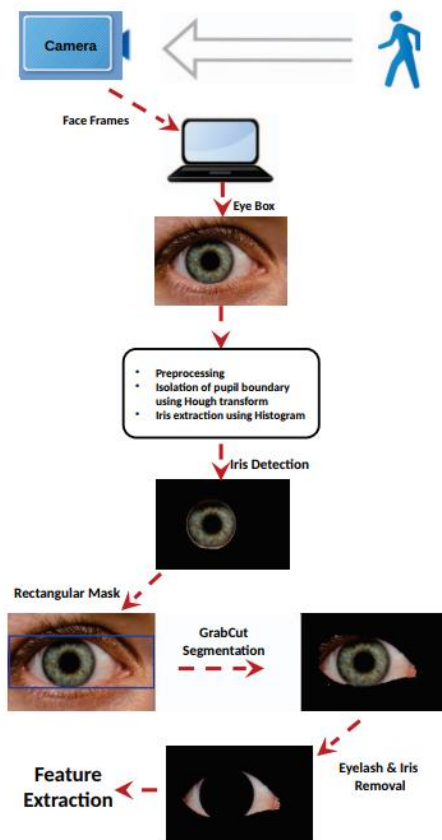 Camera
Face Frames
Eye Box
• Preprocessing
• Isolation of pupil boundary
using Hough transform
• Iris extraction using Histogram
Iris Detection
Rectangular Mask
GrabCut
Segmentation
Eyelash & Iris
Removal
Feature
Extraction